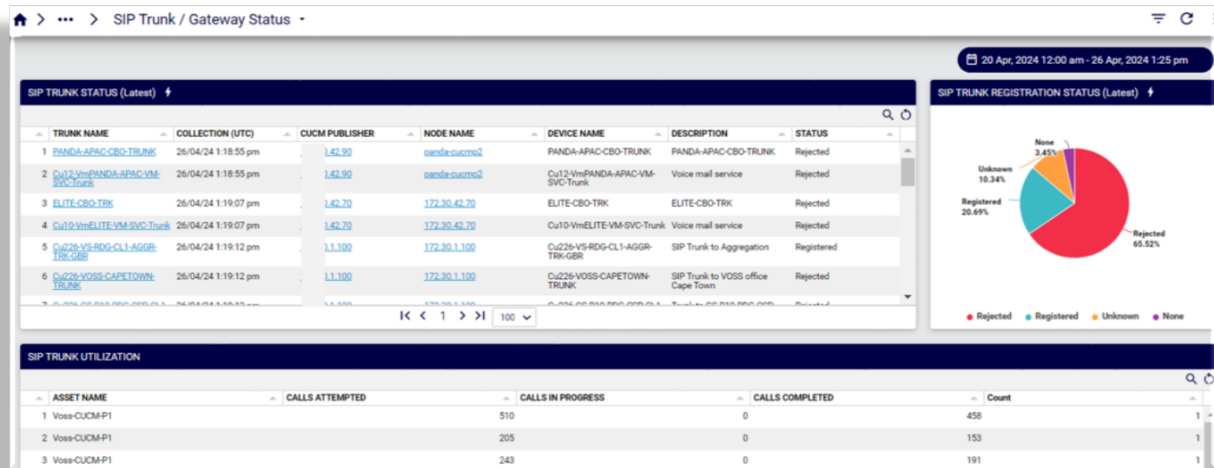 SIP Trunk / Gateway Status
20 Apr, 2024 12:00 am - 26 Apr, 2024 1:25 pm
SIP TRUNK STATUS (Latest)
TRUNK NAME COLLECTION (UTC) CUCM PUBLISHER NODE NAME DEVICE NAME DESCRIPTION STATUS
1 PANDA-APAC-CBO-TRUNK 26/04/24 1:18:55 pm .42.90 panda-cucmo2 PANDA-APAC-CBO-TRUNK PANDA-APAC-CBO-TRUNK Rejected
2 Cu12-VmPANDA-APAC-VM- 26/04/24 1:18:55 pm .42.90 panda-cucmo2 Cu12-VmPANDA-APAC-VM- Voice mail service Rejected
SVC-Trunk SVC-Trunk
3 ELITE-CBO-TRK 26/04/24 1:19:07 pm .42.70 172.30.42.70 ELITE-CBO-TRK ELITE-CBO-TRK Rejected
4 Cu10-VmELITE-VM-SVC-Trunk 26/04/24 1:19:07 pm .42.70 172.30.42.70 Cu10-VmELITE-VM-SVC-Trunk Voice mail service Rejected
5 Cu226-VS-RDG-CL1-AGGR- 26/04/24 1:19:12 pm .1.100 172.30.1.100 Cu226-VS-RDG-CL1-AGGR- SIP Trunk to Aggregation Registered
TRK-GBR TRK-GBR
6 Cu226-VOSS-CAPETOWN- 26/04/24 1:19:12 pm .1.100 172.30.1.100 Cu226-VOSS-CAPETOWN- SIP Trunk to VOSS office Rejected
TRUNK TRUNK Cape Town
1 100
SIP TRUNK REGISTRATION STATUS (Latest)
None
3.45%
Unknown
10.34%
Registered
20.69%
Rejected
65.52%
Rejected Registered Unknown None
SIP TRUNK UTILIZATION
ASSET NAME CALLS ATTEMPTED CALLS IN PROGRESS CALLS COMPLETED Count
1 Voss-CUCM-P1 510 0 458 1
2 Voss-CUCM-P1 205 0 153 1
3 Voss-CUCM-P1 243 0 191 1